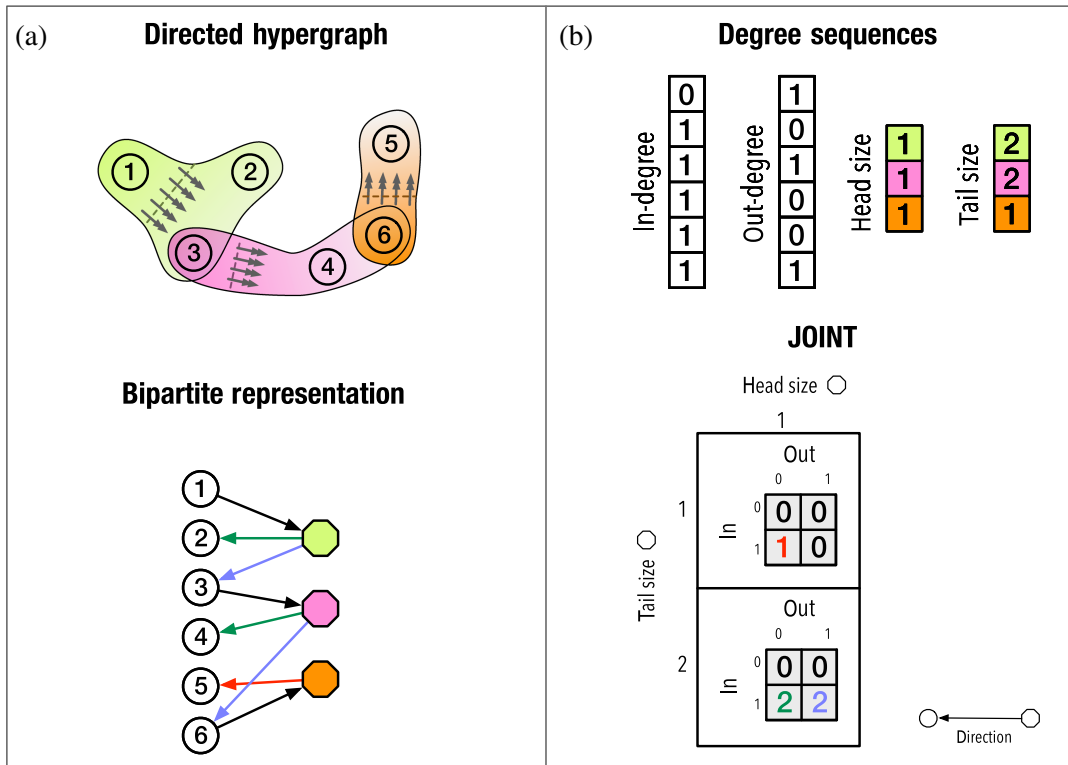 (a)
Directed hypergraph
1
2
3
4
5
6
Bipartite representation
1
2
3
4
5
6
(b)
Degree sequences
In-degree
0
1
1
1
1
1
Out-degree
1
0
1
0
0
1
Head size
1
1
1
Tail size
2
2
1
JOINT
Head size
1
Tail size
1
Out
0 1
In
0 0 0
1 1 0
2
Out
0 1
In
0 0 0
1 2 2
Direction